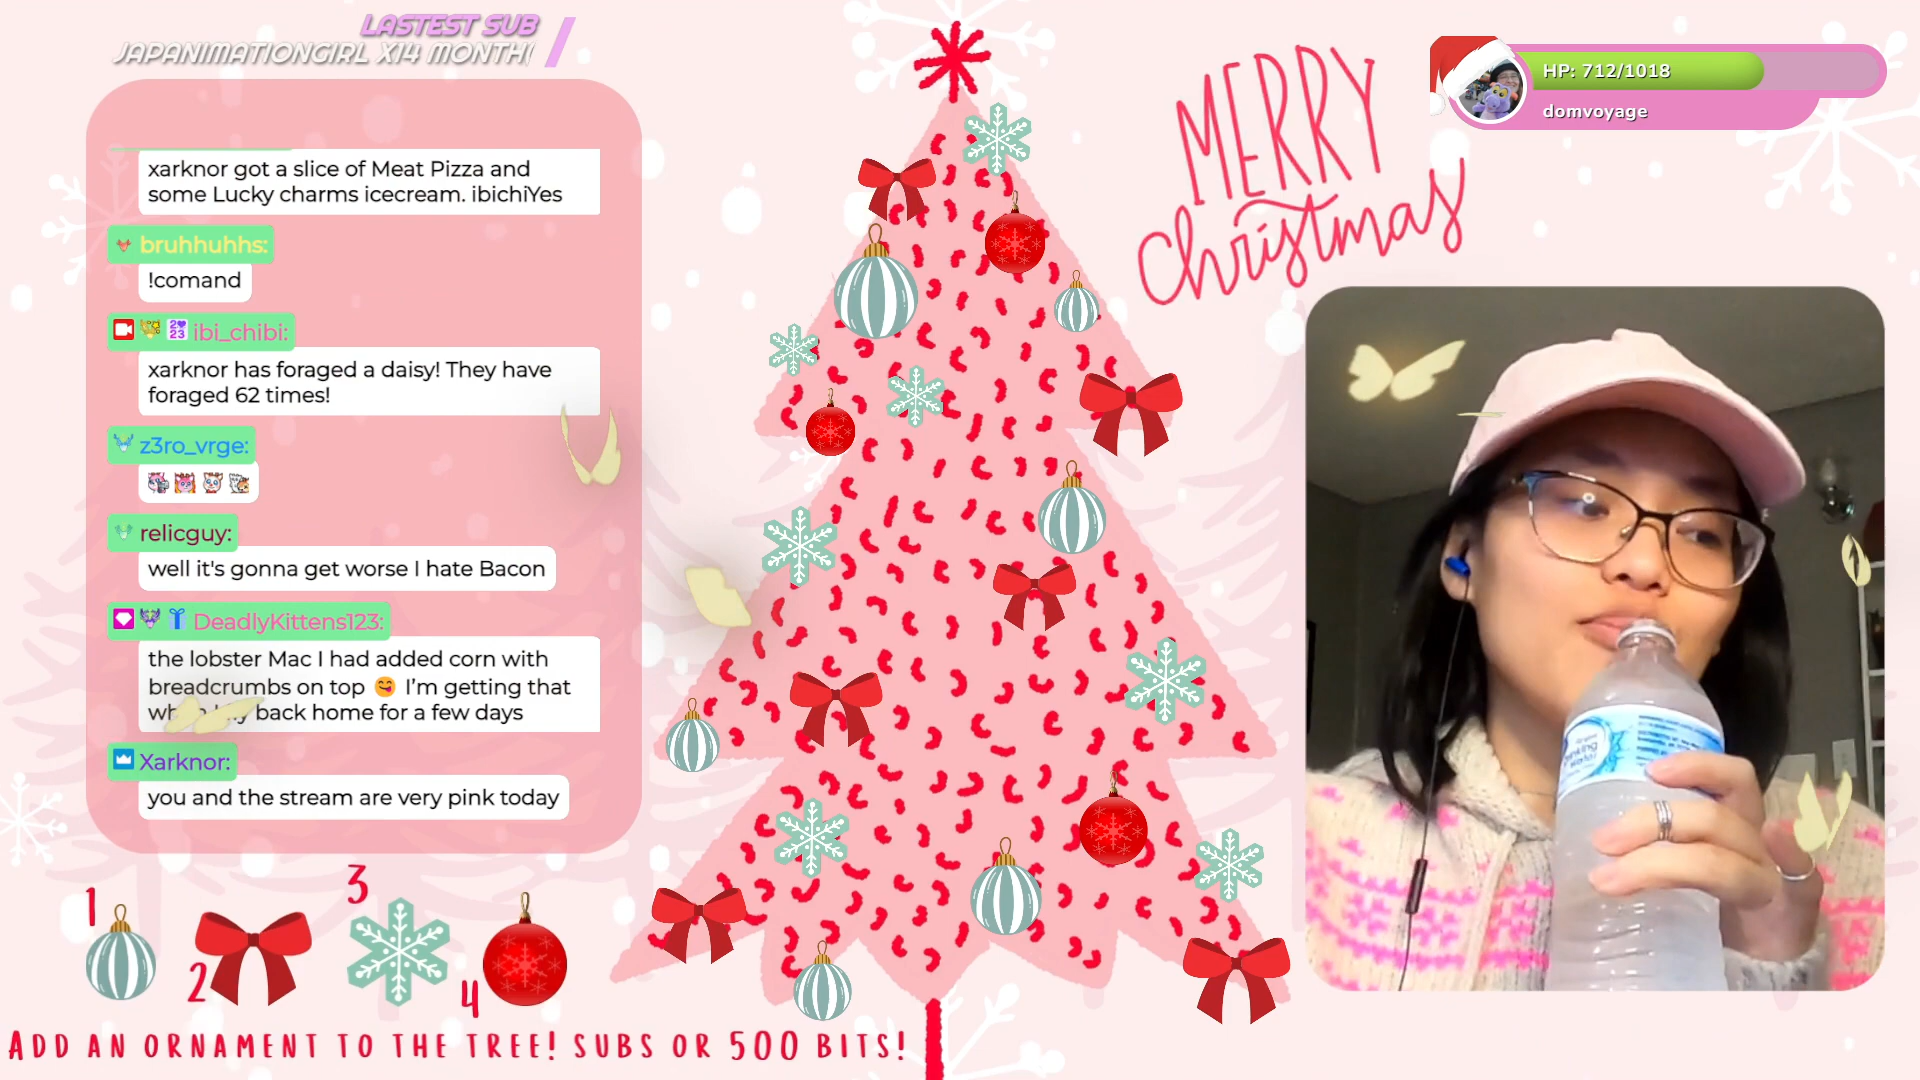 LASTEST SUB
JAPANIMATIONGIRL X14 MONTH
xarknor got a slice of Meat Pizza and
some Lucky charms icecream. ibichiYes
bruhhuhhs:
!comand
2023 ibi_chibi:
xarknor has foraged a daisy! They have
foraged 62 times!
z3ro_vrge:
relicguy:
well it's gonna get worse I hate Bacon
DeadlyKittens123:
the lobster Mac I had added corn with
breadcrumbs on top 😋 I'm getting that
back home for a few days
Xarknor:
you and the stream are very pink today
1
2
3
4
ADD AN ORNAMENT TO THE TREE! SUBS OR 500 BITS!
MERRY
Christmas
HP: 712/1018
domvoyage